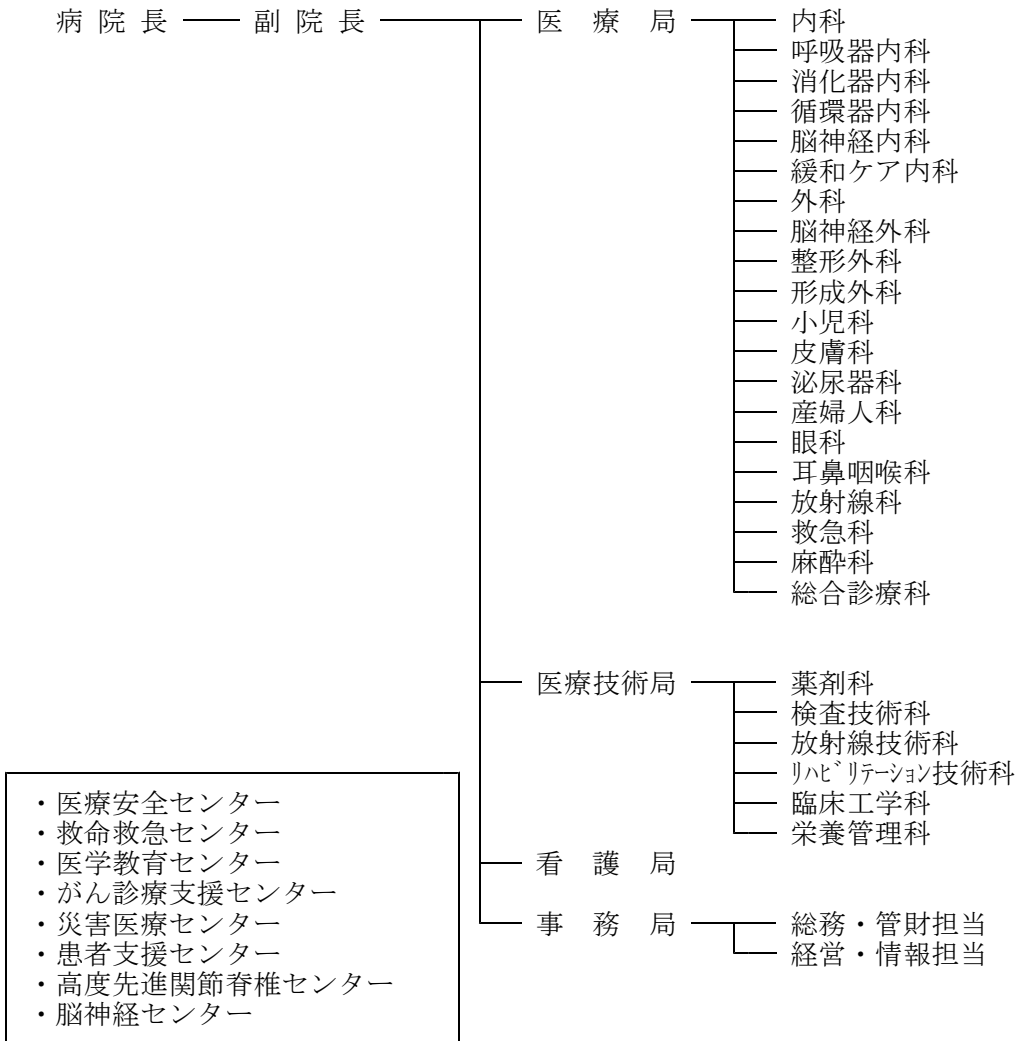 病院長 副院長 医療局 内科
呼吸器内科
消化器内科
循環器内科
脳神経内科
緩和ケア内科
外科
脳神経外科
整形外科
形成外科
小児科
皮膚科
泌尿器科
産婦人科
眼科
耳鼻咽喉科
放射線科
救急科
麻酔科
総合診療科
医療技術局 薬剤科
検査技術科
放射線技術科
ﾘﾊﾋﾞﾘﾃｰｼｮﾝ技術科
臨床工学科
栄養管理科
看護局
事務局 総務・管財担当
経営・情報担当
・医療安全センター
・救命救急センター
・医学教育センター
・がん診療支援センター
・災害医療センター
・患者支援センター
・高度先進関節脊椎センター
・脳神経センター